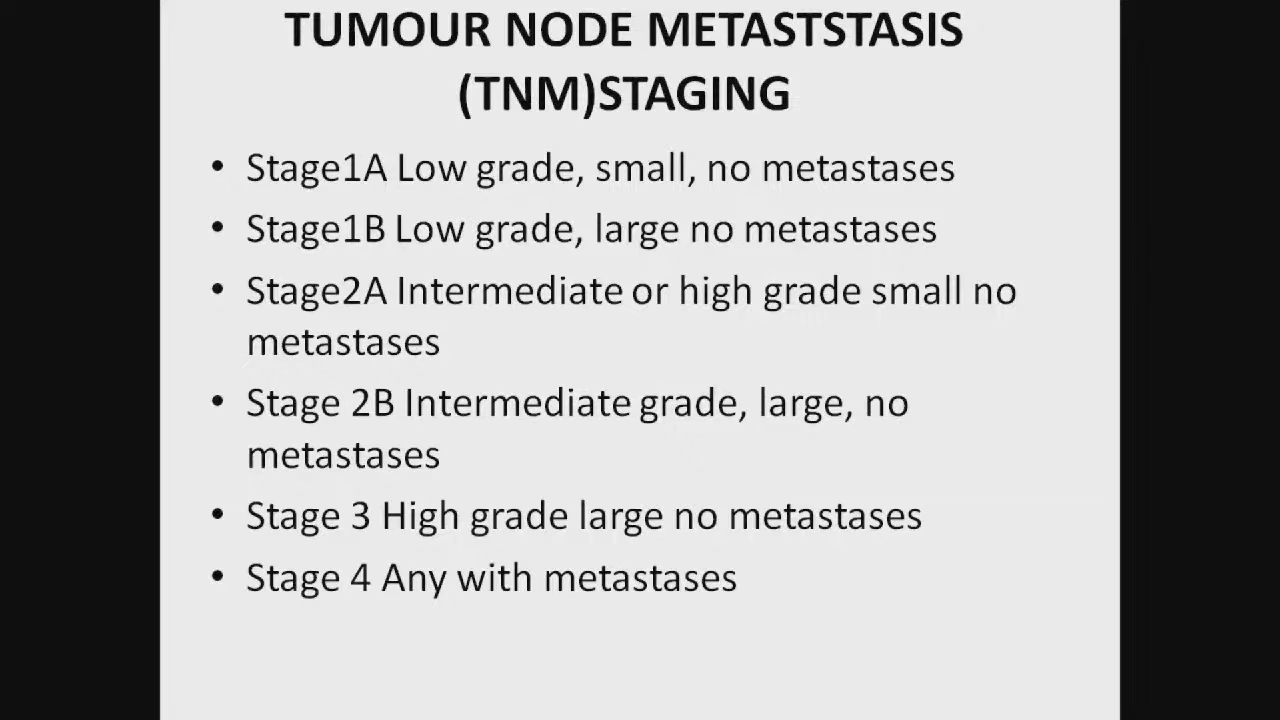 TUMOUR NODE METASTSTASIS
(TNM)STAGING
• Stage1A Low grade, small, no metastases
• Stage1B Low grade, large no metastases
• Stage2A Intermediate or high grade small no
metastases
• Stage 2B Intermediate grade, large, no
metastases
• Stage 3 High grade large no metastases
• Stage 4 Any with metastases